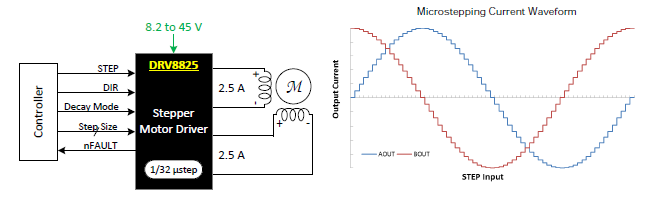 8.2 to 45 V
DRV8825
Stepper
Motor Driver
1/32 µstep
Controller
STEP
DIR
Decay Mode
Step Size
nFAULT
2.5 A
2.5 A
+
-
M
+
-
Microstepping Current Waveform
Output Current
AOUT
BOUT
STEP Input